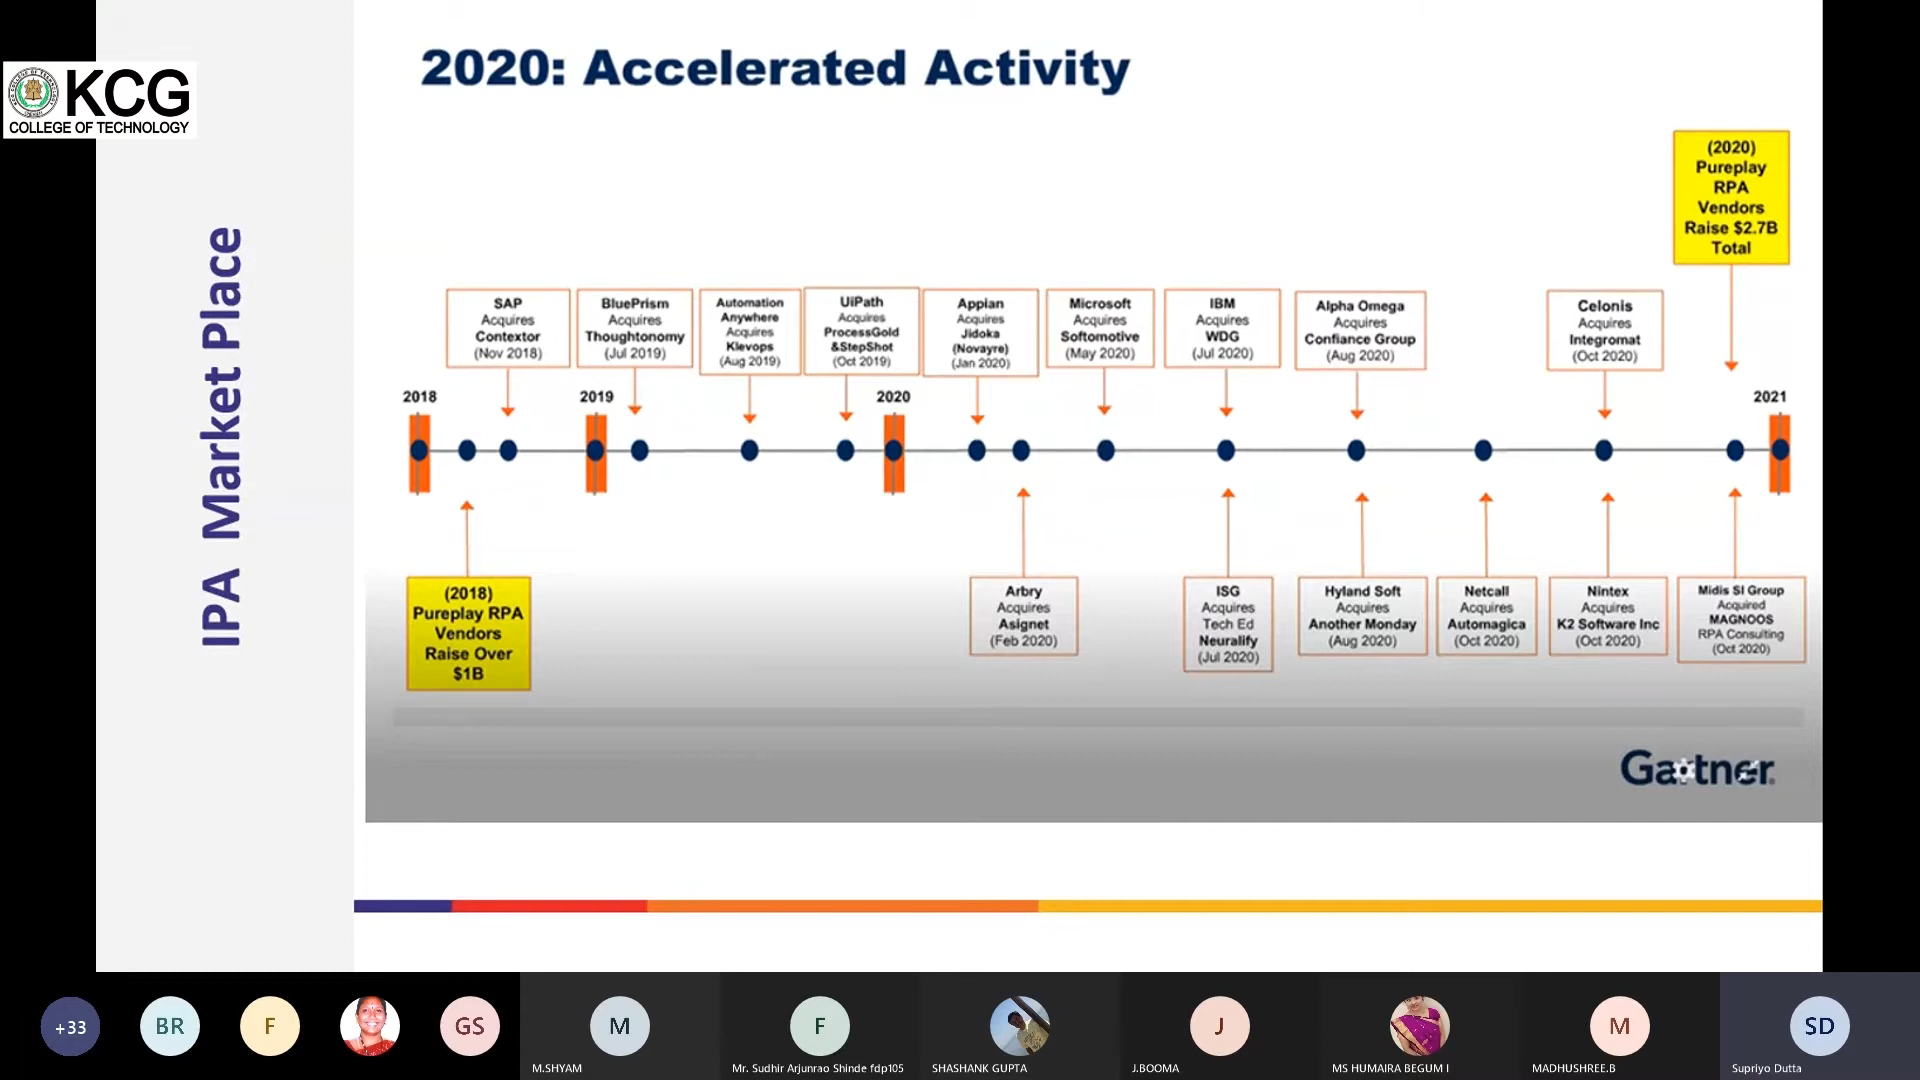 KCG
COLLEGE OF TECHNOLOGY
IPA Market Place
2020: Accelerated Activity
(2020)
Pureplay
RPA
Vendors
Raise $2.7B
Total
SAP
Acquires
Contextor
(Nov 2018)
BluePrism
Acquires
Thoughtonomy
(Jul 2019)
Automation
Anywhere
Acquires
Klevops
(Aug 2019)
UiPath
Acquires
ProcessGold
&StepShot
(Oct 2019)
Appian
Acquires
Jidoka
(Novayre)
(Jan 2020)
Microsoft
Acquires
Softomotive
(May 2020)
IBM
Acquires
WDG
(Jul 2020)
Alpha Omega
Acquires
Confiance Group
(Aug 2020)
Celonis
Acquires
Integromat
(Oct 2020)
2018
2019
2020
2021
(2018)
Pureplay RPA
Vendors
Raise Over
$1B
Arbry
Acquires
Asignet
(Feb 2020)
ISG
Acquires
Tech Ed
Neuralify
(Jul 2020)
Hyland Soft
Acquires
Another Monday
(Aug 2020)
Netcall
Acquires
Automagica
(Oct 2020)
Nintex
Acquires
K2 Software Inc
(Oct 2020)
Midis SI Group
Acquired
MAGNOOS
RPA Consulting
(Oct 2020)
Gartner
+33
BR
F
GS
M
F
J
M
SD
M.SHYAM
Mr. Sudhir Arjunrao Shinde fdp105
SHASHANK GUPTA
J.BOOMA
MS HUMAIRA BEGUM I
MADHUSHREE.B
Supriyo Dutta